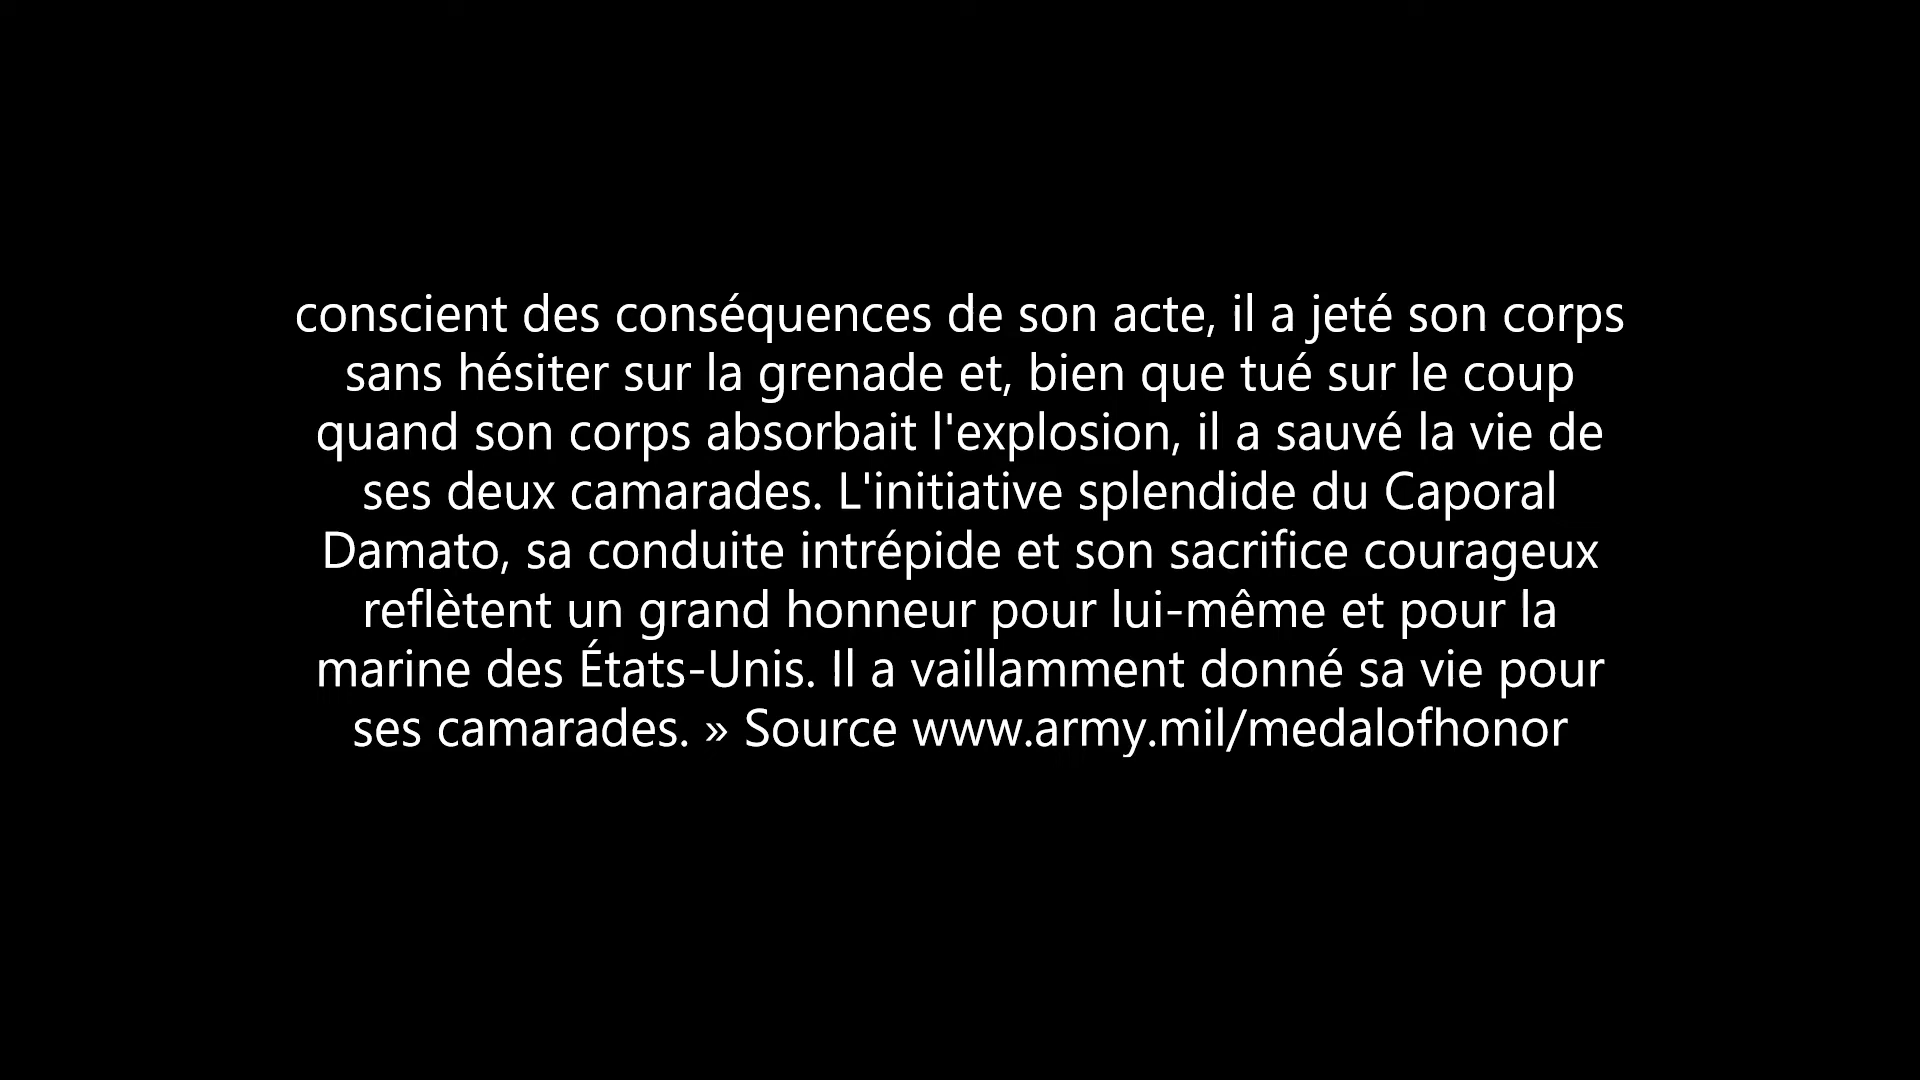 conscient des conséquences de son acte, il a jeté son corps
sans hésiter sur la grenade et, bien que tué sur le coup
quand son corps absorbait l'explosion, il a sauvé la vie de
ses deux camarades. L'initiative splendide du Caporal
Damato, sa conduite intrépide et son sacrifice courageux
reflètent un grand honneur pour lui-même et pour la
marine des États-Unis. Il a vaillamment donné sa vie pour
ses camarades. » Source www.army.mil/medalofhonor